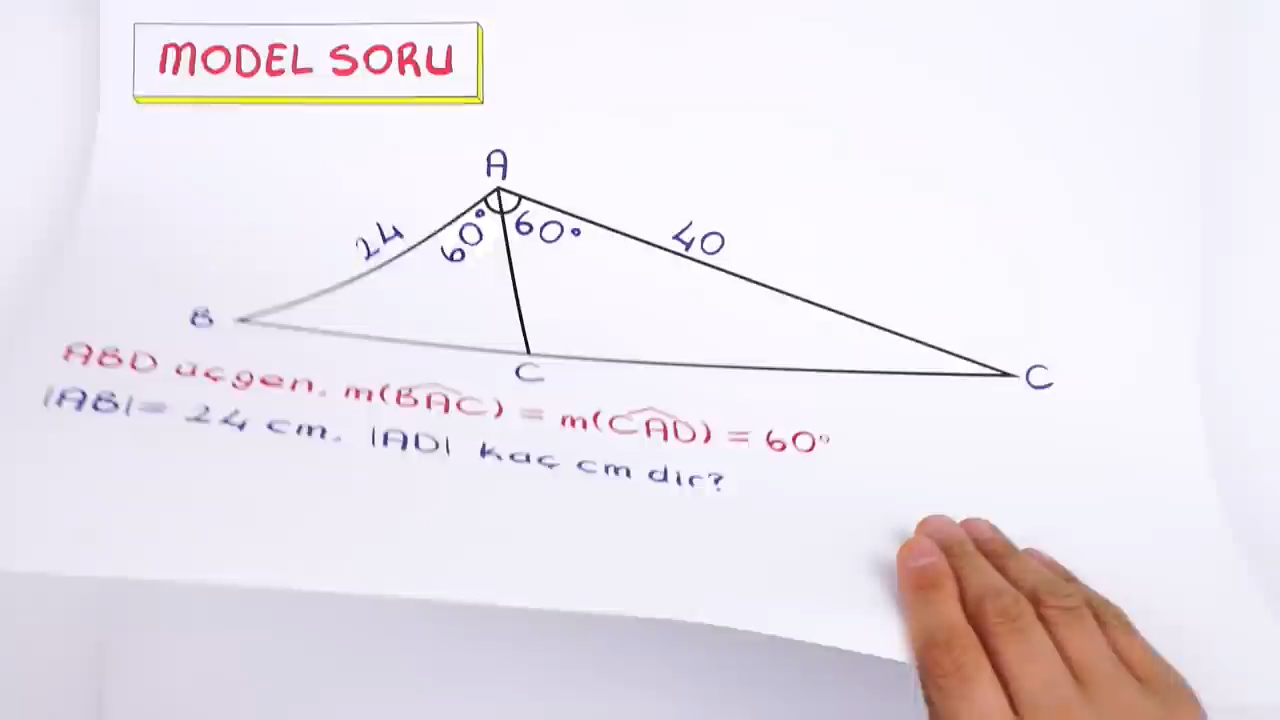 MODEL SORU
A
24
60°
60°
40
B
C
C
ABD üçgen. m(BAC) = m(CAD) = 60°
|AB| = 24 cm. |AD| kaç cm dir?